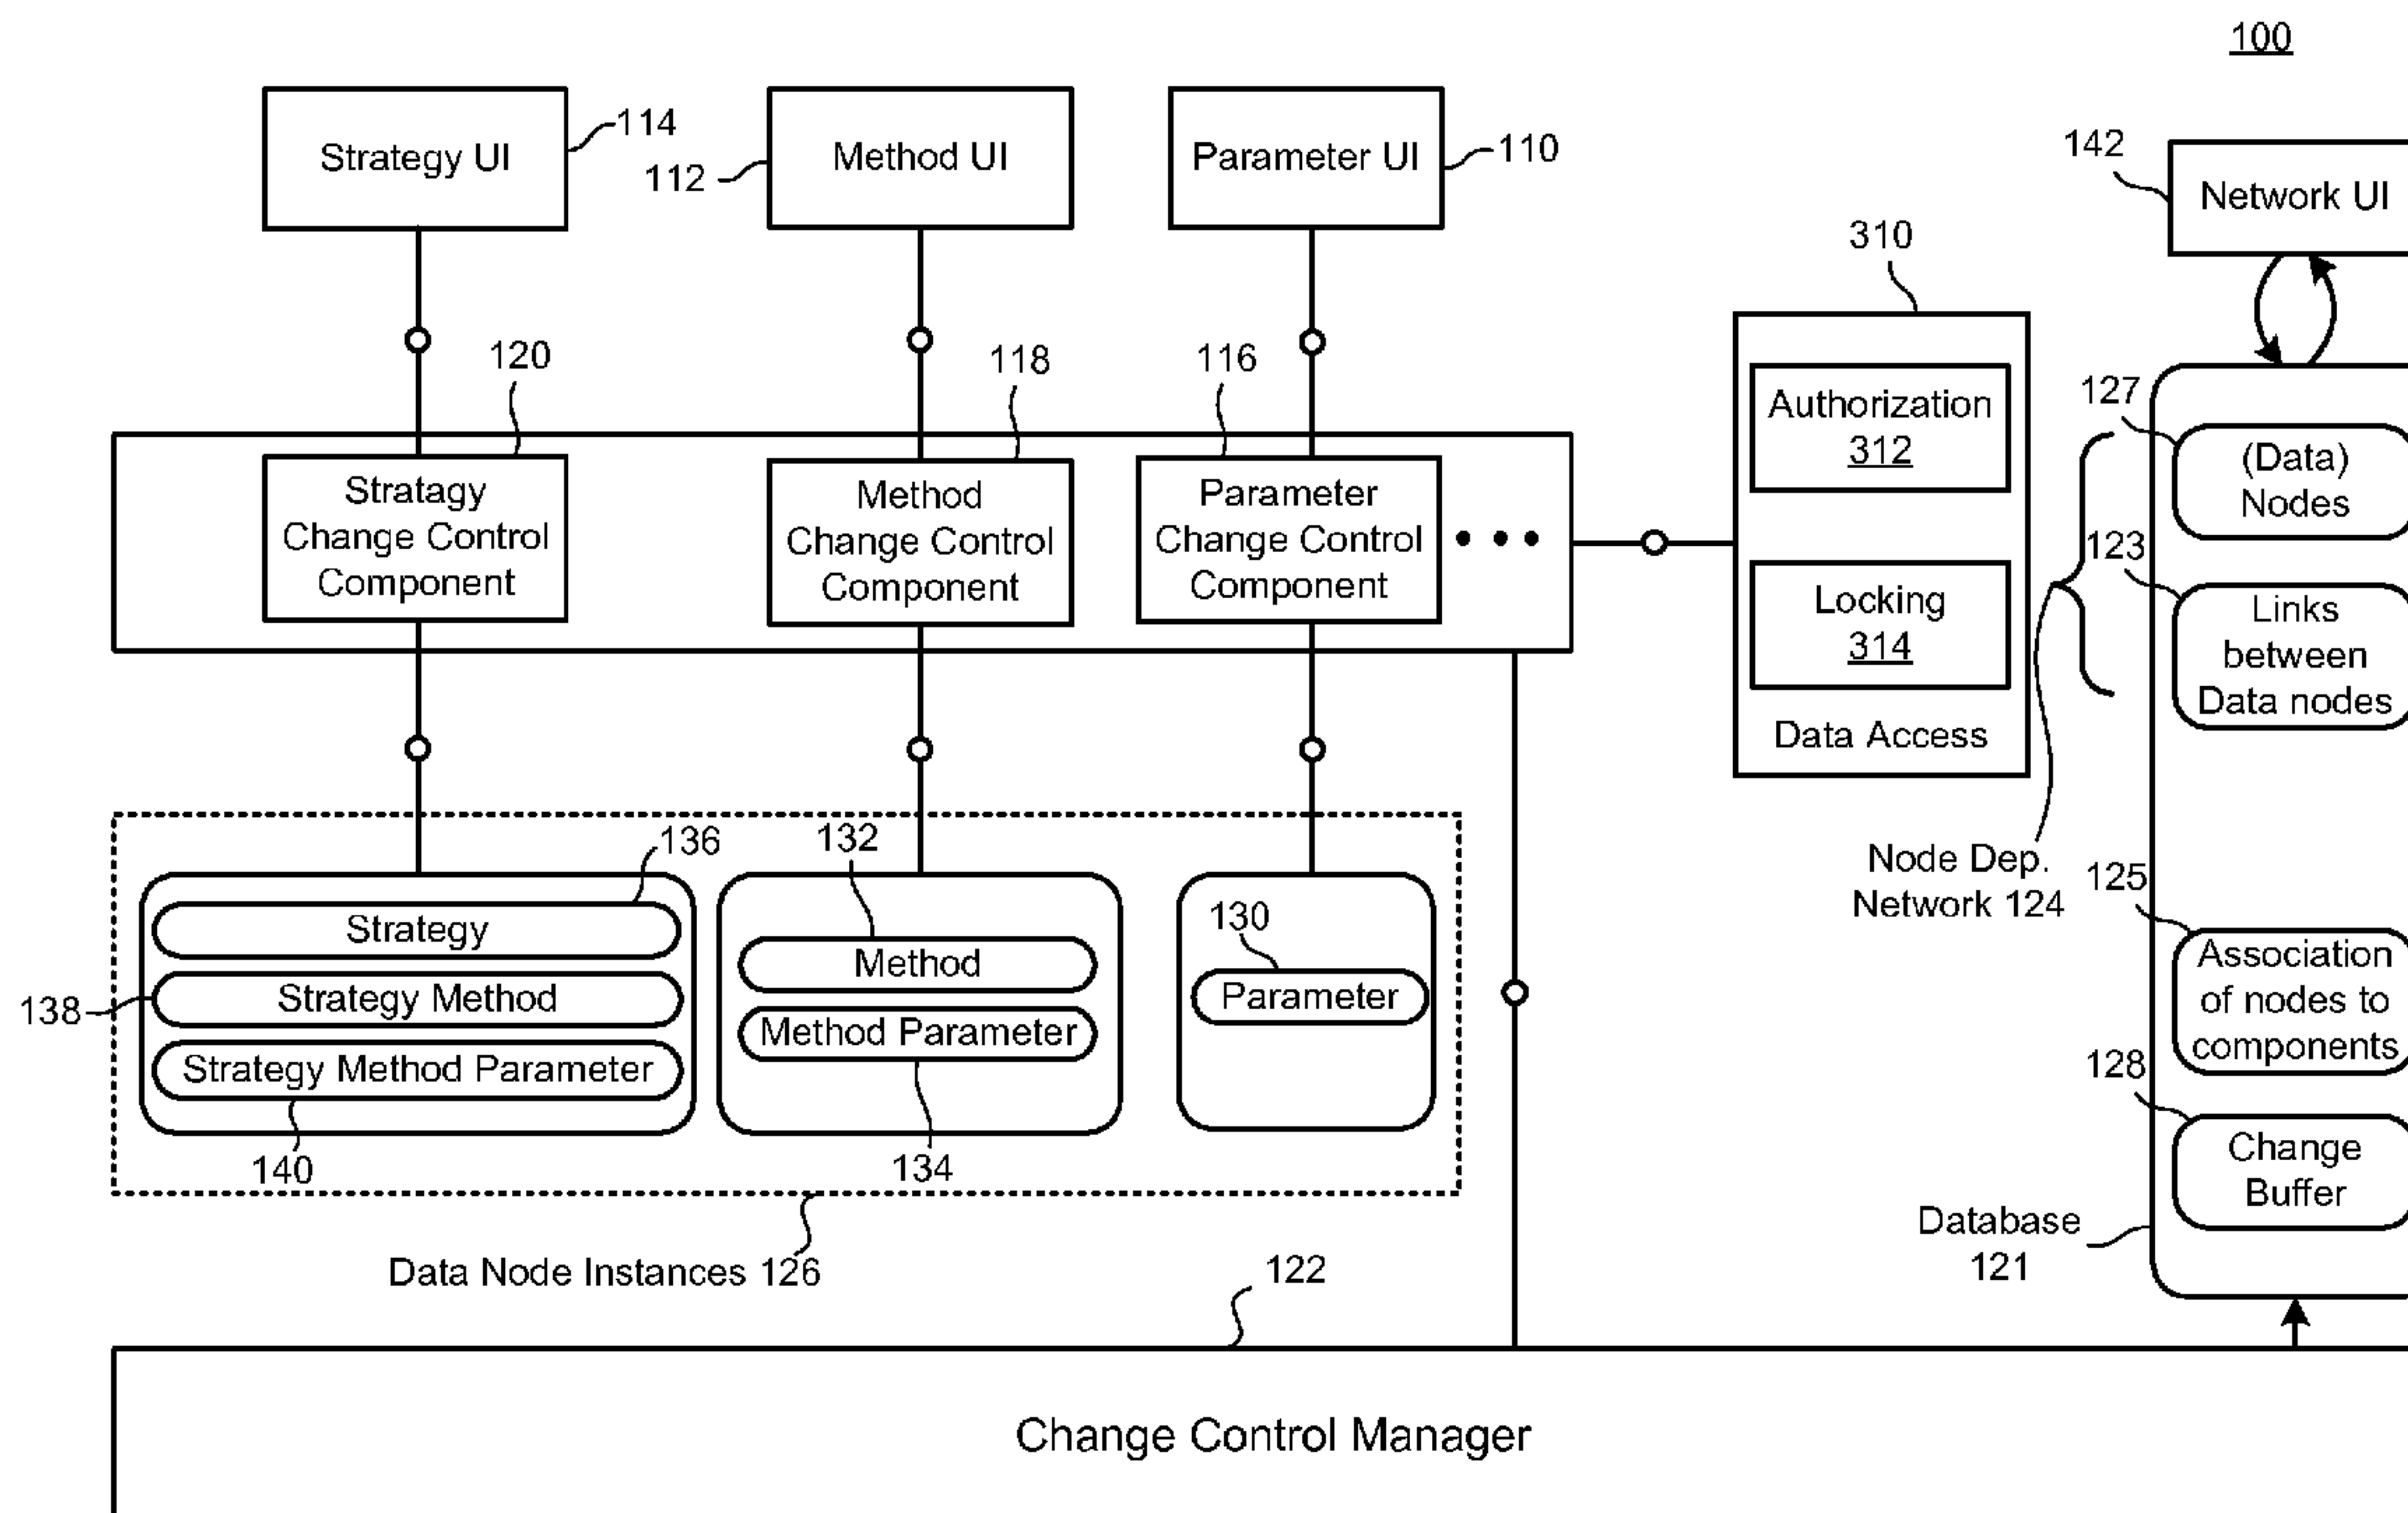 100
Strategy UI
114
112
Method UI
Parameter UI
110
142
Network UI
310
120
118
116
Authorization
312
Locking
314
Data Access
Stratagy
Change Control
Component
Method
Change Control
Component
Parameter
Change Control
Component
127
(Data)
Nodes
123
Links
between
Data nodes
Node Dep.
Network 124
125
Association
of nodes to
components
128
Change
Buffer
Database
121
136
Strategy
138
Strategy Method
Strategy Method Parameter
140
132
Method
Method Parameter
134
130
Parameter
Data Node Instances 126
122
Change Control Manager